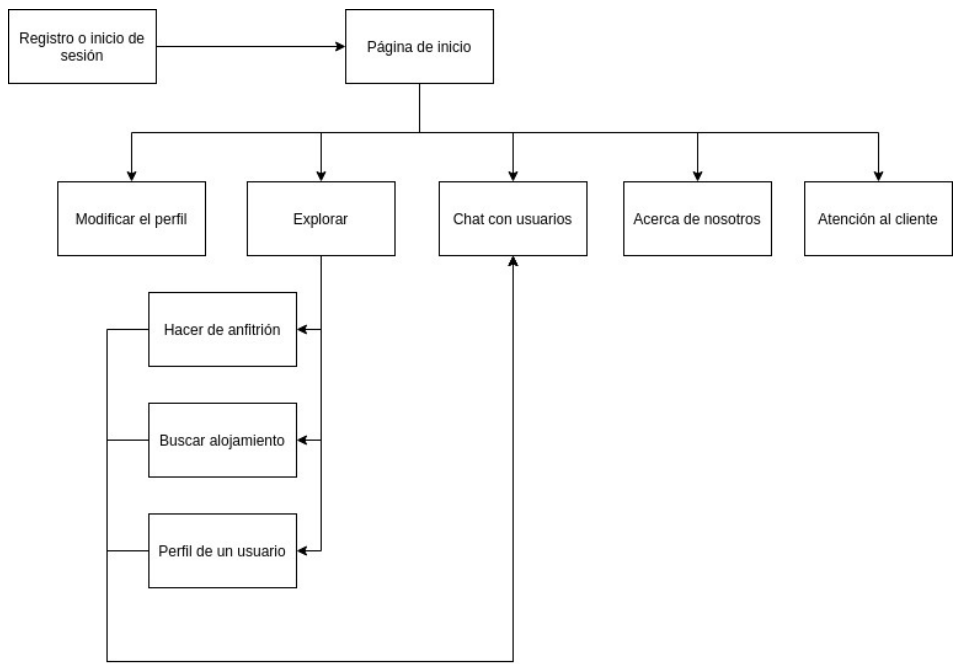 Registro o inicio de
sesión
Página de inicio
Modificar el perfil
Explorar
Chat con usuarios
Acerca de nosotros
Atención al cliente
Hacer de anfitrión
Buscar alojamiento
Perfil de un usuario